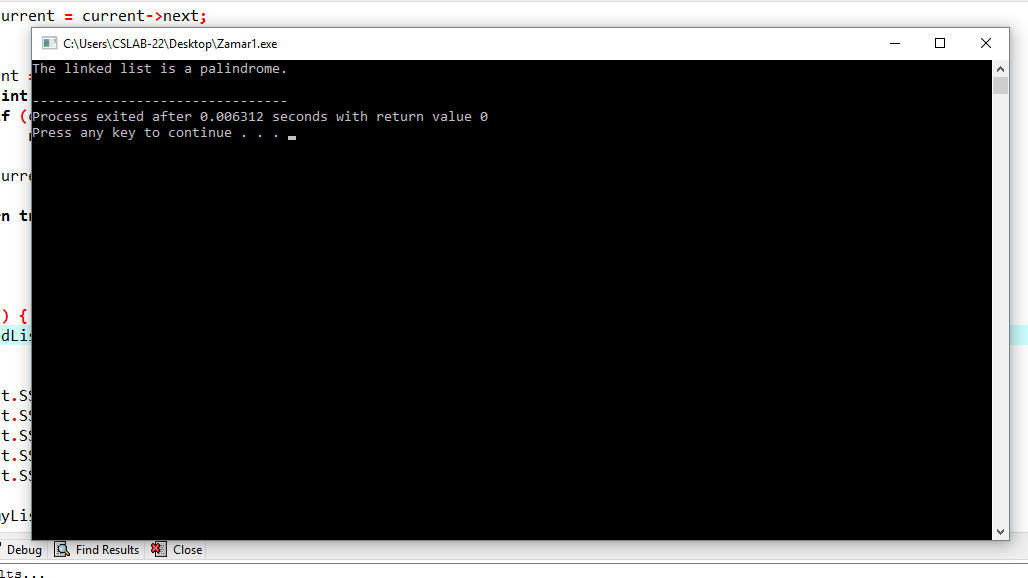 urrent = current->next;
C:\Users\CSLAB-22\Desktop\Zamar1.exe
The linked list is a palindrome.
--------------------------------
Process exited after 0.006312 seconds with return value 0
Press any key to continue . . .
nt
int
f (
urre
n t
) {
dLis
t.S
t.S
t.S
t.S
t.S
yLis
Debug Find Results Close
lts...